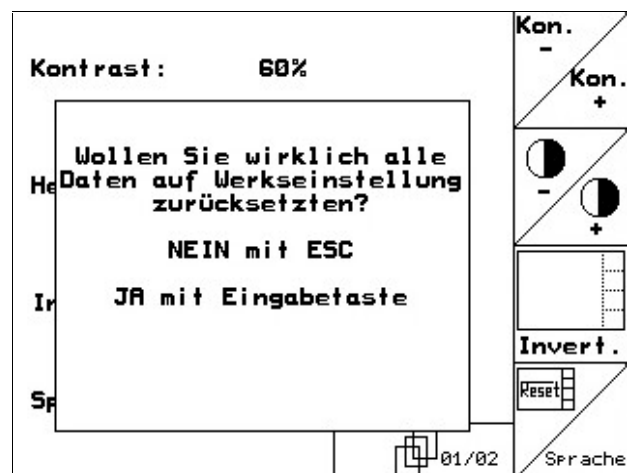 Kontrast: 60%
Wollen Sie wirklich alle
Daten auf Werkseinstellung
zurücksetzten?
NEIN mit ESC
JA mit Eingabetaste
He
In
Sp
01/02
Kon.
-
Kon.
+
-
+
Invert.
Reset
Sprache